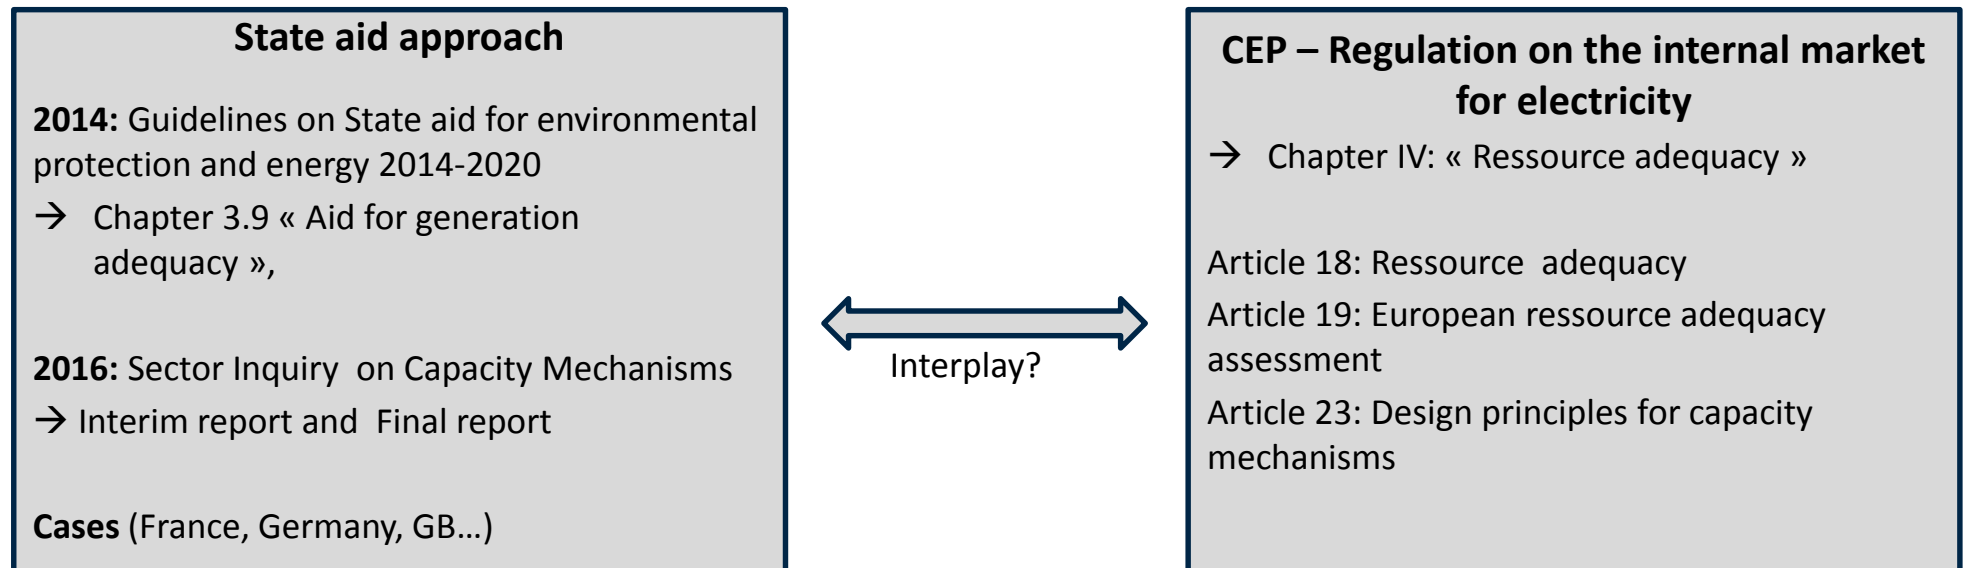 State aid approach
2014: Guidelines on State aid for environmental
protection and energy 2014-2020
→ Chapter 3.9 « Aid for generation
adequacy »,
2016: Sector Inquiry on Capacity Mechanisms
→ Interim report and Final report
Cases (France, Germany, GB…)
Interplay?
CEP – Regulation on the internal market
for electricity
→ Chapter IV: « Ressource adequacy »
Article 18: Ressource adequacy
Article 19: European ressource adequacy
assessment
Article 23: Design principles for capacity
mechanisms